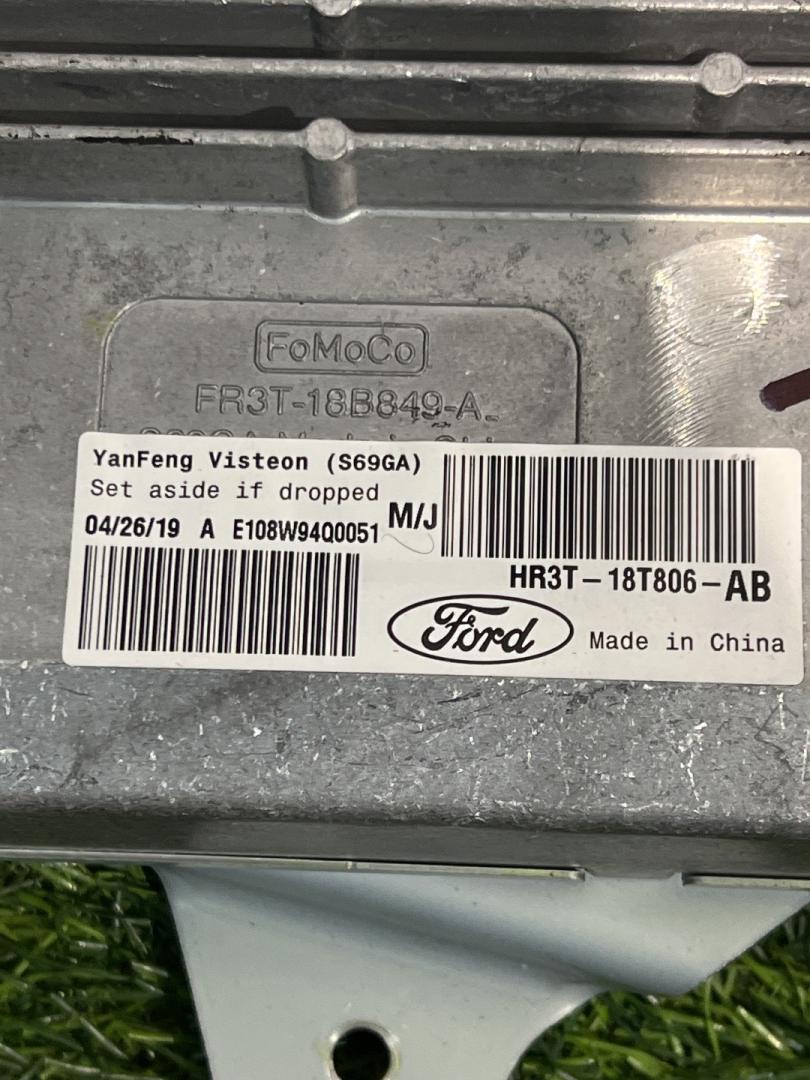 FoMoCo
FR3T-18B849-A
YanFeng Visteon (S69GA)
Set aside if dropped
04/26/19 A E108W94Q0051 M/J
HR3T-18T806-AB
Ford
Made in China